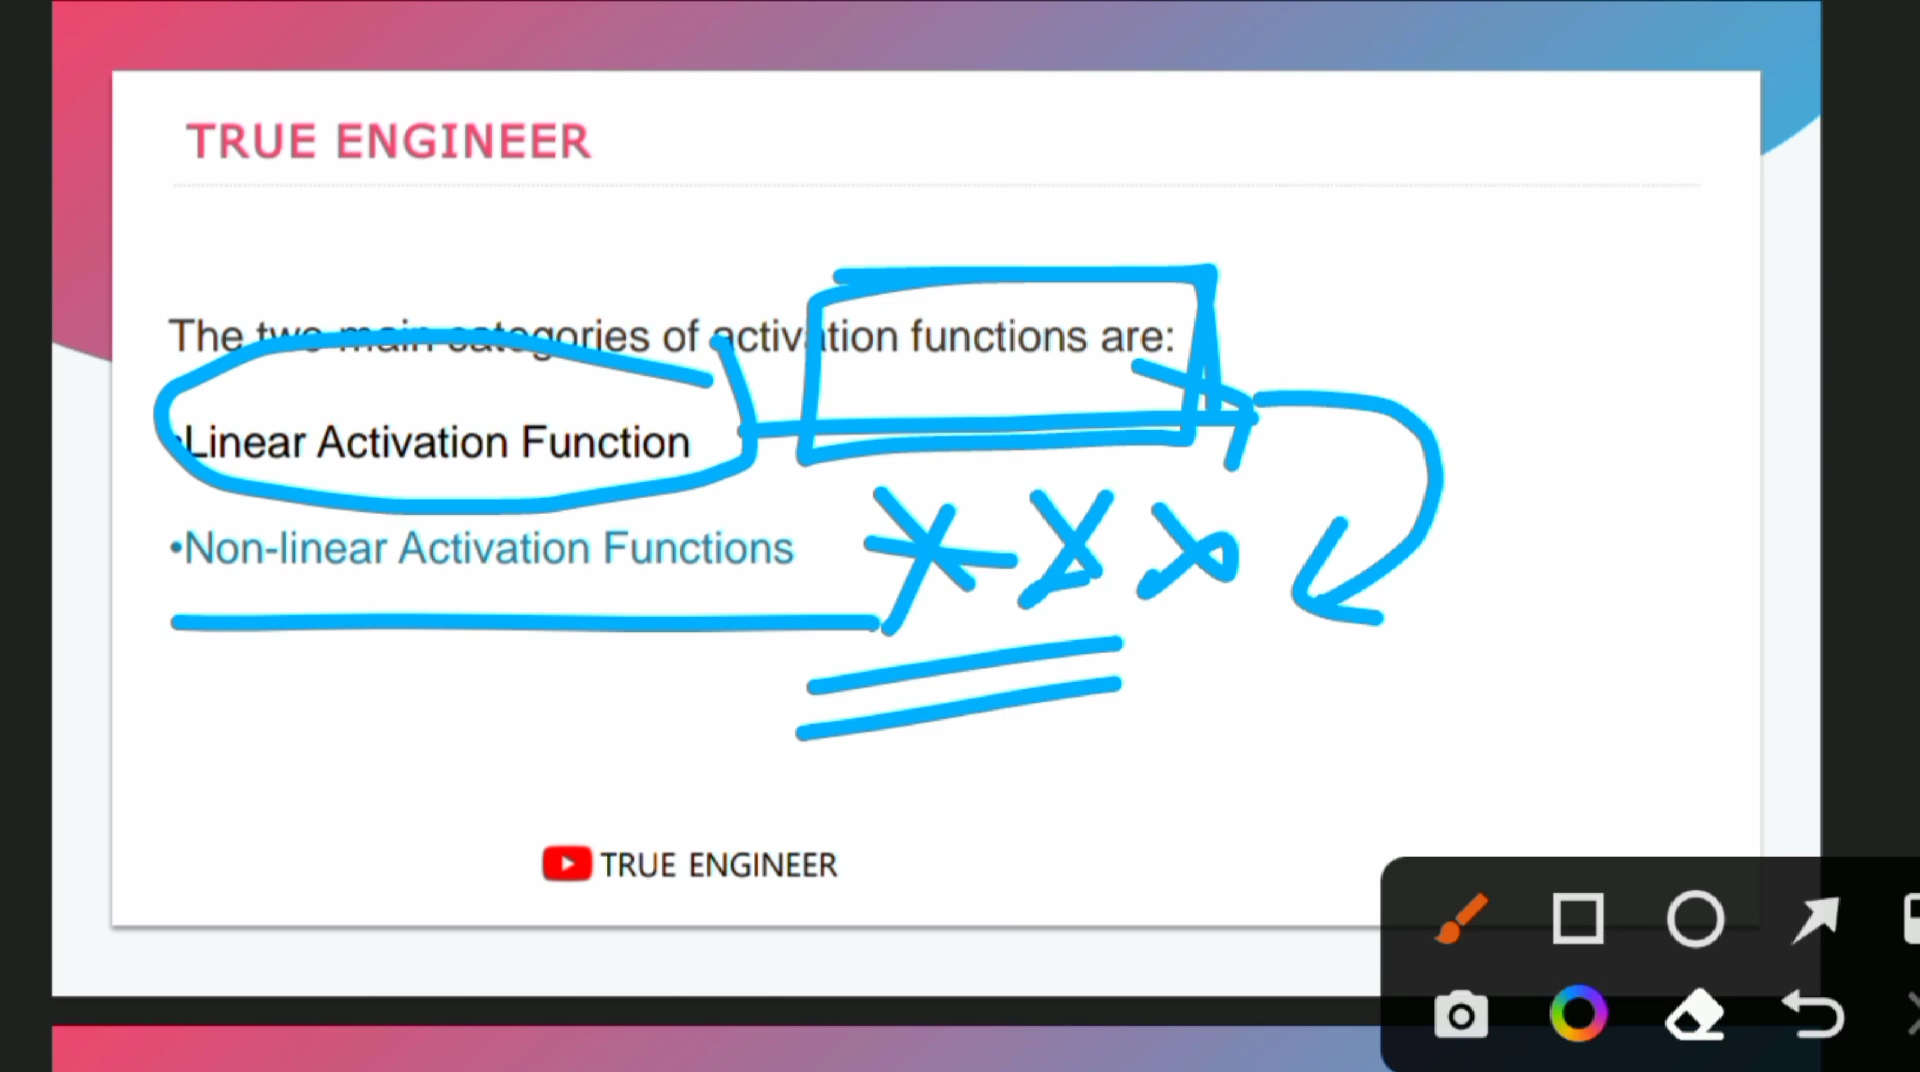 TRUE ENGINEER
The two main categories of activation functions are:
•Linear Activation Function
•Non-linear Activation Functions
TRUE ENGINEER